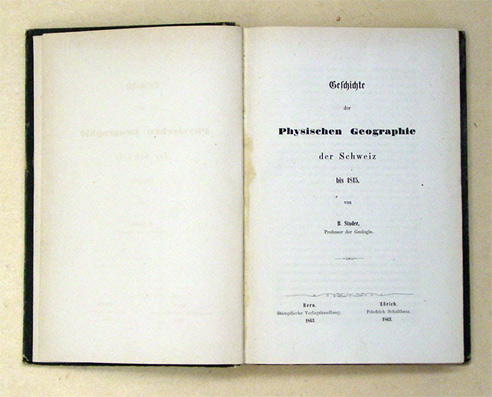 Geschichte
der
Physischen Geographie
der Schweiz
bis 1815.
von
B. Studer,
Professor der Geologie.
Bern.
Stämpflische Verlagshandlung.
1863.
Zürich.
Friedrich Schulthess.
1863.